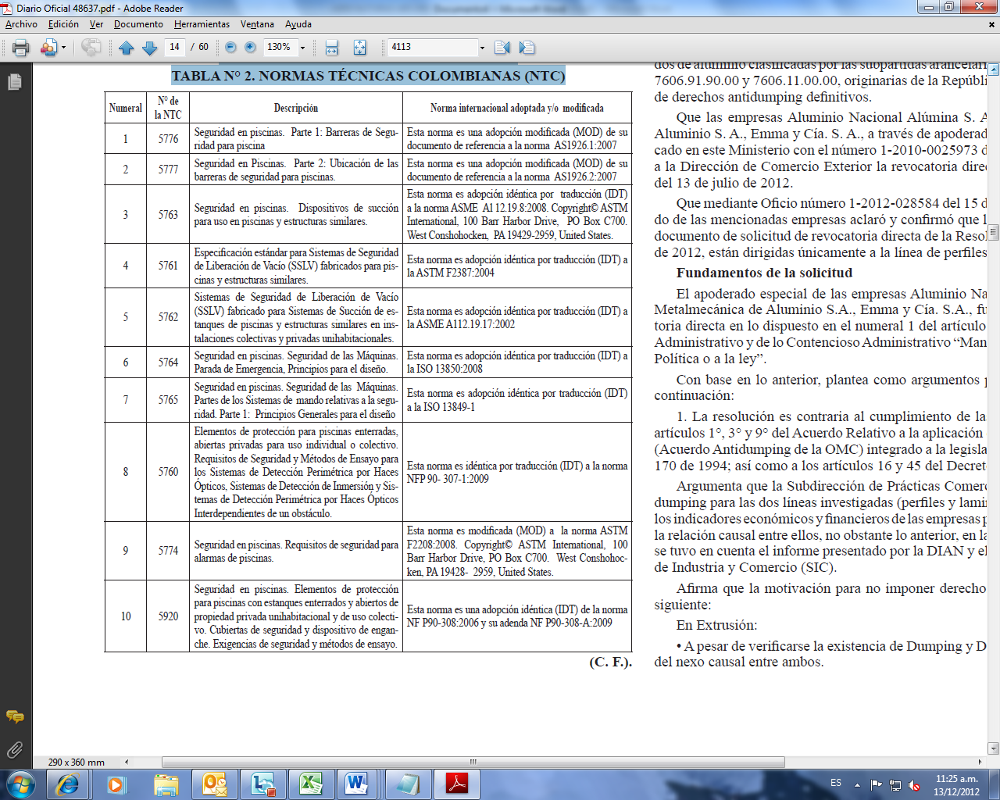 Diario Oficial 48637.pdf - Adobe Reader
Archivo Edición Ver Documento Herramientas Ventana Ayuda
14 / 60 130% 4113
TABLA N° 2. NORMAS TÉCNICAS COLOMBIANAS (NTC)
Numeral
N° de
la NTC
Descripción
Norma internacional adoptada y/o modificada
1
5776
Seguridad en piscinas. Parte 1: Barreras de Segu-
ridad para piscina
Esta norma es una adopción modificada (MOD) de su
documento de referencia a la norma AS1926.1:2007
2
5777
Seguridad en Piscinas. Parte 2: Ubicación de las
barreras de seguridad para piscinas.
Esta norma es una adopción modificada (MOD) de su
documento de referencia a la norma AS1926.2:2007
3
5763
Seguridad en piscinas. Dispositivos de succión
para uso en piscinas y estructuras similares.
Esta norma es adopción idéntica por traducción (IDT)
a la norma ASME Al 12.19.8:2008. Copyright© ASTM
International, 100 Barr Harbor Drive, PO Box C700.
West Conshohocken, PA 19429-2959, United States.
4
5761
Especificación estándar para Sistemas de Seguridad
de Liberación de Vacío (SSLV) fabricados para pis-
cinas y estructuras similares.
Esta norma es adopción idéntica por traducción (IDT) a
la ASTM F2387:2004
5
5762
Sistemas de Seguridad de Liberación de Vacío
(SSLV) fabricado para Sistemas de Succión de es-
tanques de piscinas y estructuras similares en ins-
talaciones colectivas y privadas unihabitacionales.
Esta norma es adopción idéntica por traducción (IDT) a
la ASME A112.19.17:2002
6
5764
Seguridad en piscinas. Seguridad de las Máquinas.
Parada de Emergencia, Principios para el diseño.
Esta norma es adopción idéntica por traducción (IDT) a
la ISO 13850:2008
7
5765
Seguridad en piscinas. Seguridad de las Máquinas.
Partes de los Sistemas de mando relativas a la segu-
ridad. Parte 1: Principios Generales para el diseño
Esta norma es adopción idéntica por traducción (IDT)
a la ISO 13849-1
8
5760
Elementos de protección para piscinas enterradas,
abiertas privadas para uso individual o colectivo.
Requisitos de Seguridad y Métodos de Ensayo para
los Sistemas de Detección Perimétrica por Haces
Ópticos, Sistemas de Detección de Inmersión y Sis-
temas de Detección Perimétrica por Haces Ópticos
Interdependientes de un obstáculo.
Esta norma es idéntica por traducción (IDT) a la norma
NFP 90- 307-1:2009
9
5774
Seguridad en piscinas. Requisitos de seguridad para
alarmas de piscinas.
Esta norma es modificada (MOD) a la norma ASTM
F2208:2008. Copyright© ASTM International, 100
Barr Harbor Drive, PO Box C700. West Conshohoc-
ken, PA 19428- 2959, United States.
10
5920
Seguridad en piscinas. Elementos de protección
para piscinas con estanques enterrados y abiertos de
propiedad privada unihabitacional y de uso colecti-
vo. Cubiertas de seguridad y dispositivo de engan-
che. Exigencias de seguridad y métodos de ensayo.
Esta norma es una adopción idéntica (IDT) de la norma
NF P90-308:2006 y su adenda NF P90-308-A:2009
(C. F.).
dos de aluminio clasificadas por las subpartidas arancelari
7606.91.90.00 y 7606.11.00.00, originarias de la Repúbli
de derechos antidumping definitivos.
Que las empresas Aluminio Nacional Alúmina S. A
Aluminio S. A., Emma y Cía. S. A., a través de apoderad
cado en este Ministerio con el número 1-2010-0025973 d
a la Dirección de Comercio Exterior la revocatoria direc
del 13 de julio de 2012.
Que mediante Oficio número 1-2012-028584 del 15 d
do de las mencionadas empresas aclaró y confirmó que l
documento de solicitud de revocatoria directa de la Resol
de 2012, están dirigidas únicamente a la línea de perfiles
Fundamentos de la solicitud
El apoderado especial de las empresas Aluminio Na
Metalmecánica de Aluminio S.A., Emma y Cía. S.A., fu
toria directa en lo dispuesto en el numeral 1 del artículo
Administrativo y de lo Contencioso Administrativo “Man
Política o a la ley”.
Con base en lo anterior, plantea como argumentos p
continuación:
1. La resolución es contraria al cumplimiento de la
artículos 1°, 3° y 9° del Acuerdo Relativo a la aplicación
(Acuerdo Antidumping de la OMC) integrado a la legisla
170 de 1994; así como a los artículos 16 y 45 del Decret
Argumenta que la Subdirección de Prácticas Comerc
dumping para las dos líneas investigadas (perfiles y lami
los indicadores económicos y financieros de las empresas p
la relación causal entre ellos, no obstante lo anterior, en la
se tuvo en cuenta el informe presentado por la DIAN y el
de Industria y Comercio (SIC).
Afirma que la motivación para no imponer derecho
siguiente:
En Extrusión:
• A pesar de verificarse la existencia de Dumping y D
del nexo causal entre ambos.
290 x 360 mm
ES
11:25 a.m.
13/12/2012